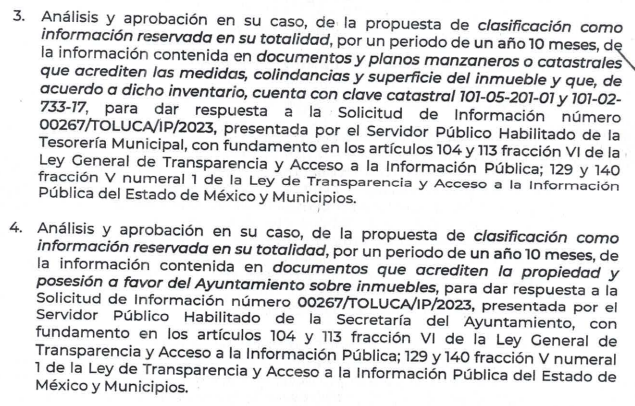 3. Análisis y aprobación en su caso, de la propuesta de clasificación como
información reservada en su totalidad, por un periodo de un año 10 meses, de
la información contenida en documentos y planos manzaneros o catastrales
que acrediten las medidas, colindancias y superficie del inmueble y que, de
acuerdo a dicho inventario, cuenta con clave catastral 101-05-201-01 y 101-02-
733-17, para dar respuesta a la Solicitud de Información número
00267/TOLUCA/IP/2023, presentada por el Servidor Público Habilitado de la
Tesorería Municipal, con fundamento en los artículos 104 y 113 fracción VI de la
Ley General de Transparencia y Acceso a la Información Pública; 129 y 140
fracción V numeral 1 de la Ley de Transparencia y Acceso a la Información
Pública del Estado de México y Municipios.
4. Análisis y aprobación en su caso, de la propuesta de clasificación como
información reservada en su totalidad, por un periodo de un año 10 meses, de
la información contenida en documentos que acrediten la propiedad y
posesión a favor del Ayuntamiento sobre inmuebles, para dar respuesta a la
Solicitud de Información número 00267/TOLUCA/IP/2023, presentada por el
Servidor Público Habilitado de la Secretaría del Ayuntamiento, con
fundamento en los artículos 104 y 113 fracción VI de la Ley General de
Transparencia y Acceso a la Información Pública; 129 y 140 fracción V numeral
1 de la Ley de Transparencia y Acceso a la Información Pública del Estado de
México y Municipios.